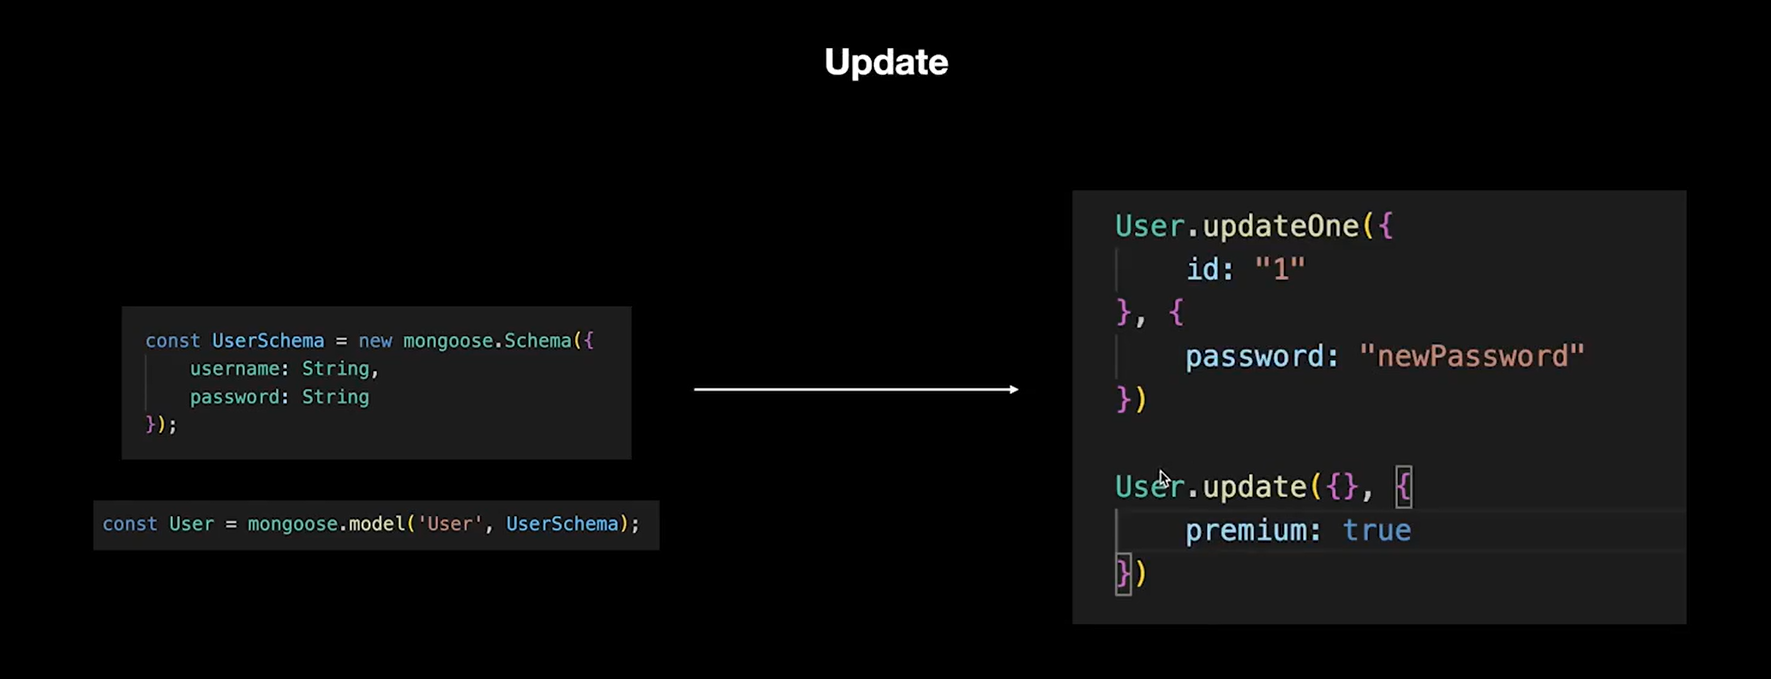 Update
const UserSchema = new mongoose.Schema({
    username: String,
    password: String
});
const User = mongoose.model('User', UserSchema);
User.updateOne({
    id: "1"
}, {
    password: "newPassword"
})
User.update({}, {
    premium: true
})